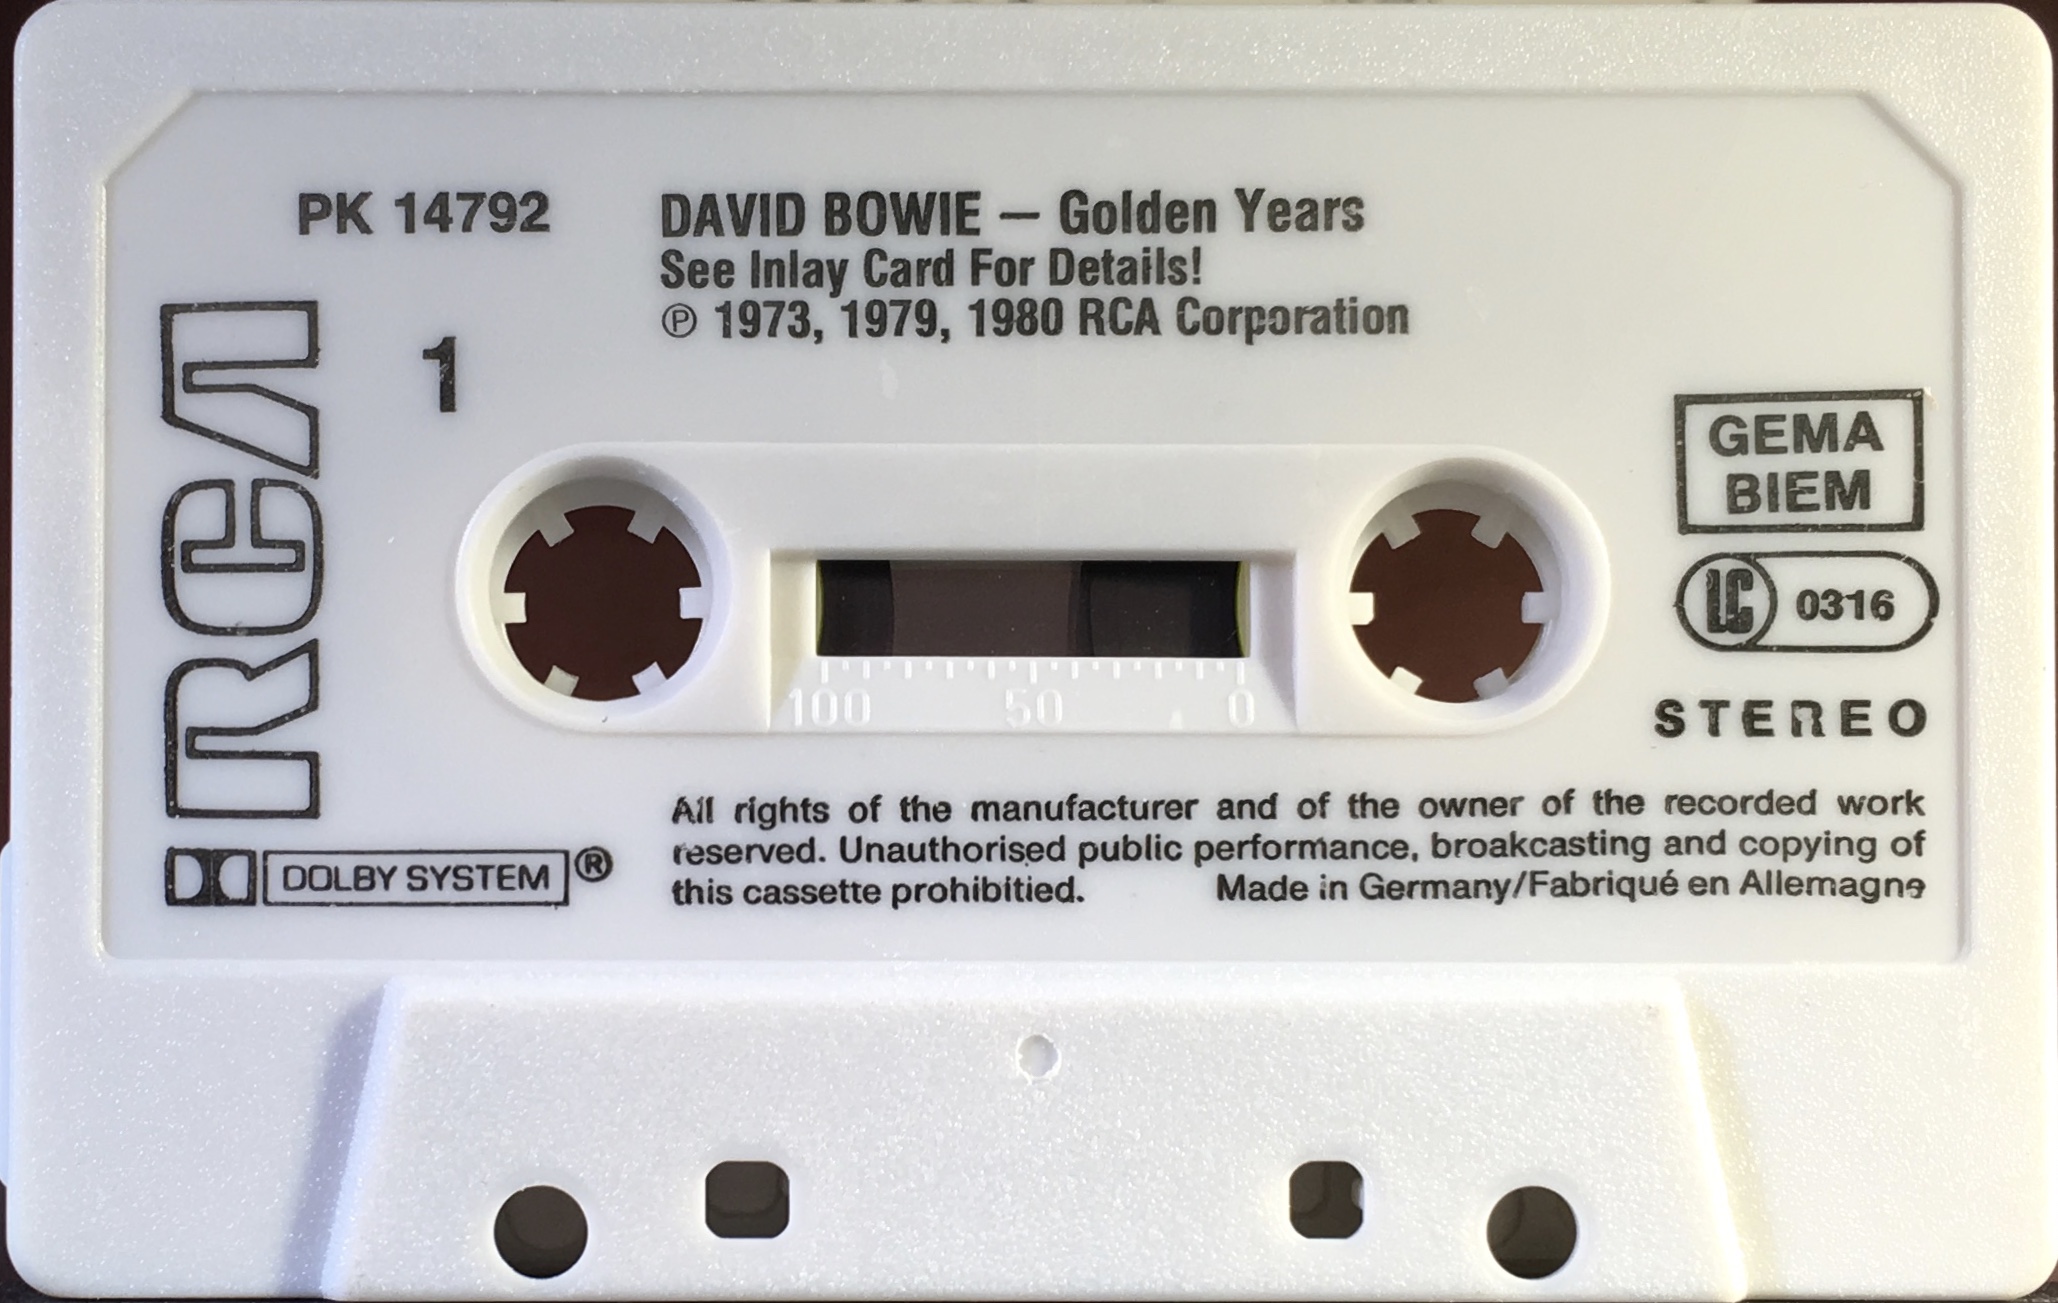 PK 14792
DAVID BOWIE — Golden Years
See Inlay Card For Details!
Ⓟ 1973, 1979, 1980 RCA Corporation
RCA
1
GEMA
BIEM
LC 0316
STEREO
100 50 0
DOLBY SYSTEM ®
All rights of the manufacturer and of the owner of the recorded work
reserved. Unauthorised public performance, broakcasting and copying of
this cassette prohibitied. Made in Germany/Fabriqué en Allemagne